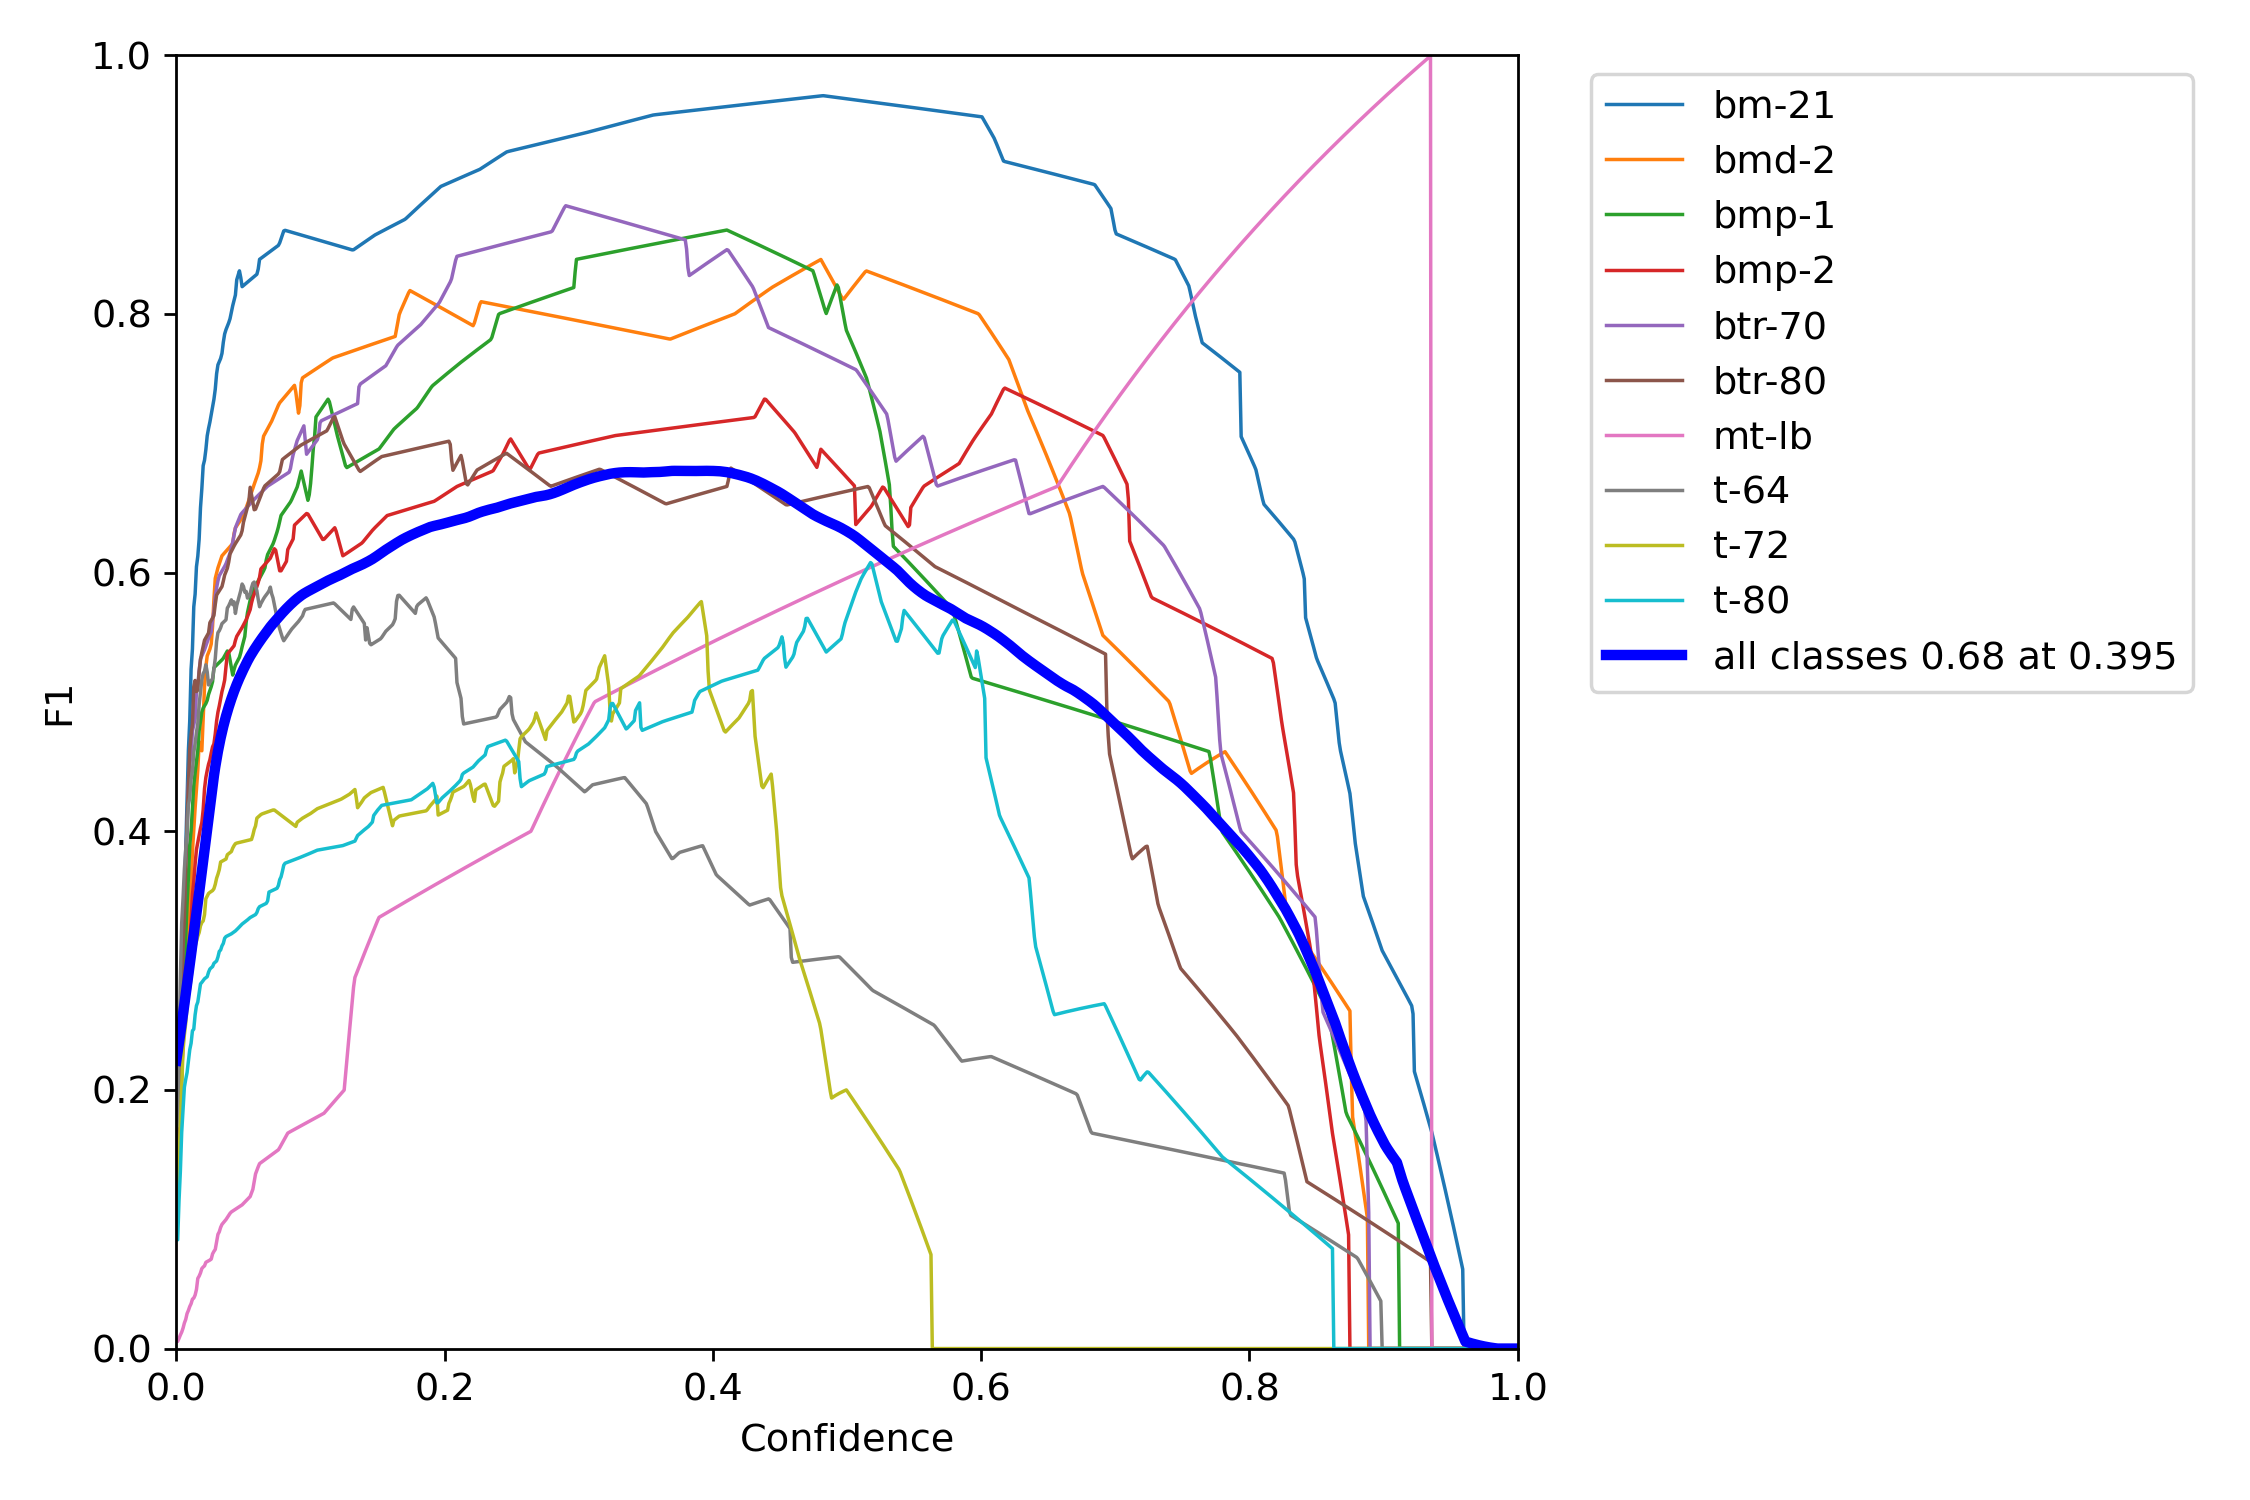 1.0
0.8
0.6
0.4
0.2
0.0
F1
0.0 0.2 0.4 0.6 0.8 1.0
Confidence
bm-21
bmd-2
bmp-1
bmp-2
btr-70
btr-80
mt-lb
t-64
t-72
t-80
all classes 0.68 at 0.395